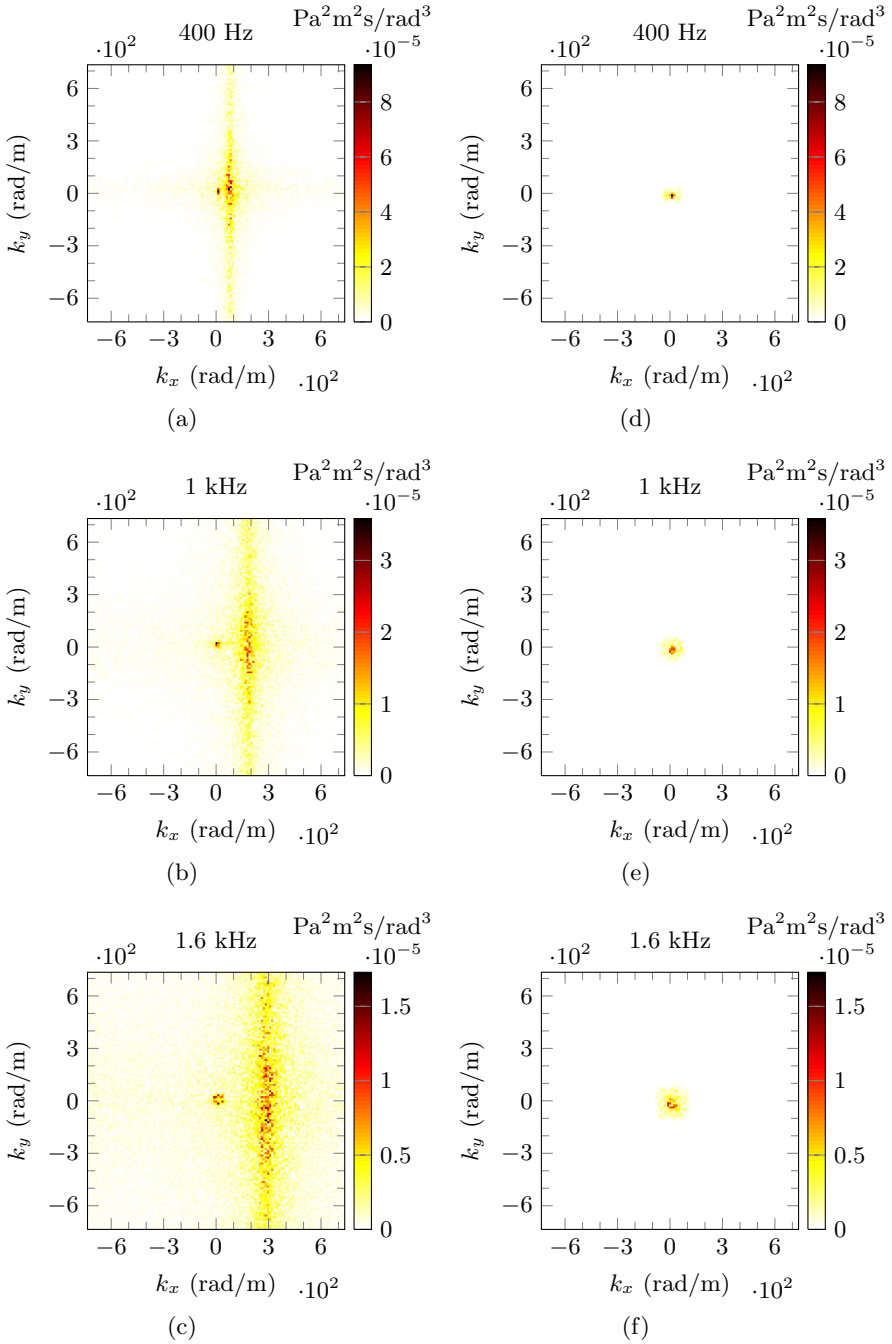 Pa²m²s/rad³
·10² 400 Hz ·10⁻⁵
6
3
0
−3
−6
k_y (rad/m)
8
6
4
2
0
−6 −3 0 3 6
k_x (rad/m) ·10²
(a)
Pa²m²s/rad³
·10² 400 Hz ·10⁻⁵
6
3
0
−3
−6
k_y (rad/m)
8
6
4
2
0
−6 −3 0 3 6
k_x (rad/m) ·10²
(d)
Pa²m²s/rad³
·10² 1 kHz ·10⁻⁵
6
3
0
−3
−6
k_y (rad/m)
3
2
1
0
−6 −3 0 3 6
k_x (rad/m) ·10²
(b)
Pa²m²s/rad³
·10² 1 kHz ·10⁻⁵
6
3
0
−3
−6
k_y (rad/m)
3
2
1
0
−6 −3 0 3 6
k_x (rad/m) ·10²
(e)
Pa²m²s/rad³
·10² 1.6 kHz ·10⁻⁵
6
3
0
−3
−6
k_y (rad/m)
1.5
1
0.5
0
−6 −3 0 3 6
k_x (rad/m) ·10²
(c)
Pa²m²s/rad³
·10² 1.6 kHz ·10⁻⁵
6
3
0
−3
−6
k_y (rad/m)
1.5
1
0.5
0
−6 −3 0 3 6
k_x (rad/m) ·10²
(f)